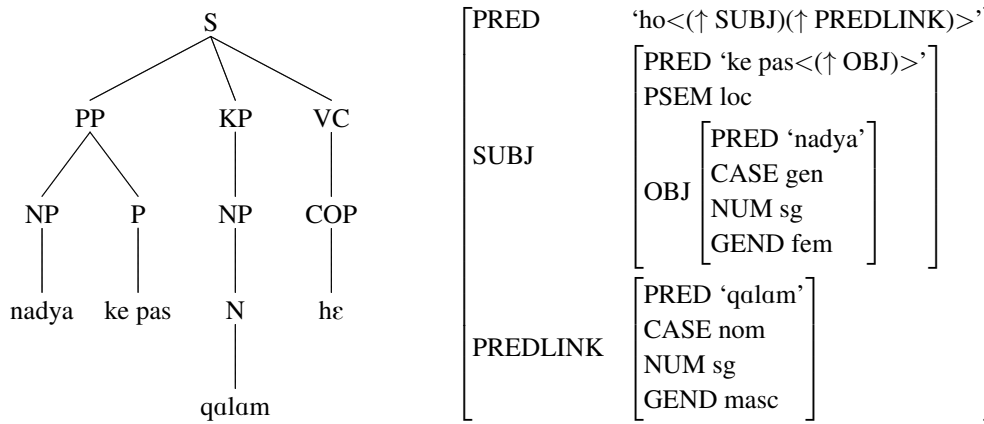 S
PP KP VC
NP P NP COP
nadya ke pas N hɛ
qɑlɑm
PRED ‘ho<(↑ SUBJ)(↑ PREDLINK)>’
SUBJ
PRED ‘ke pas<(↑ OBJ)>’
PSEM loc
OBJ
PRED ‘nadya’
CASE gen
NUM sg
GEND fem
PREDLINK
PRED ‘qɑlɑm’
CASE nom
NUM sg
GEND masc